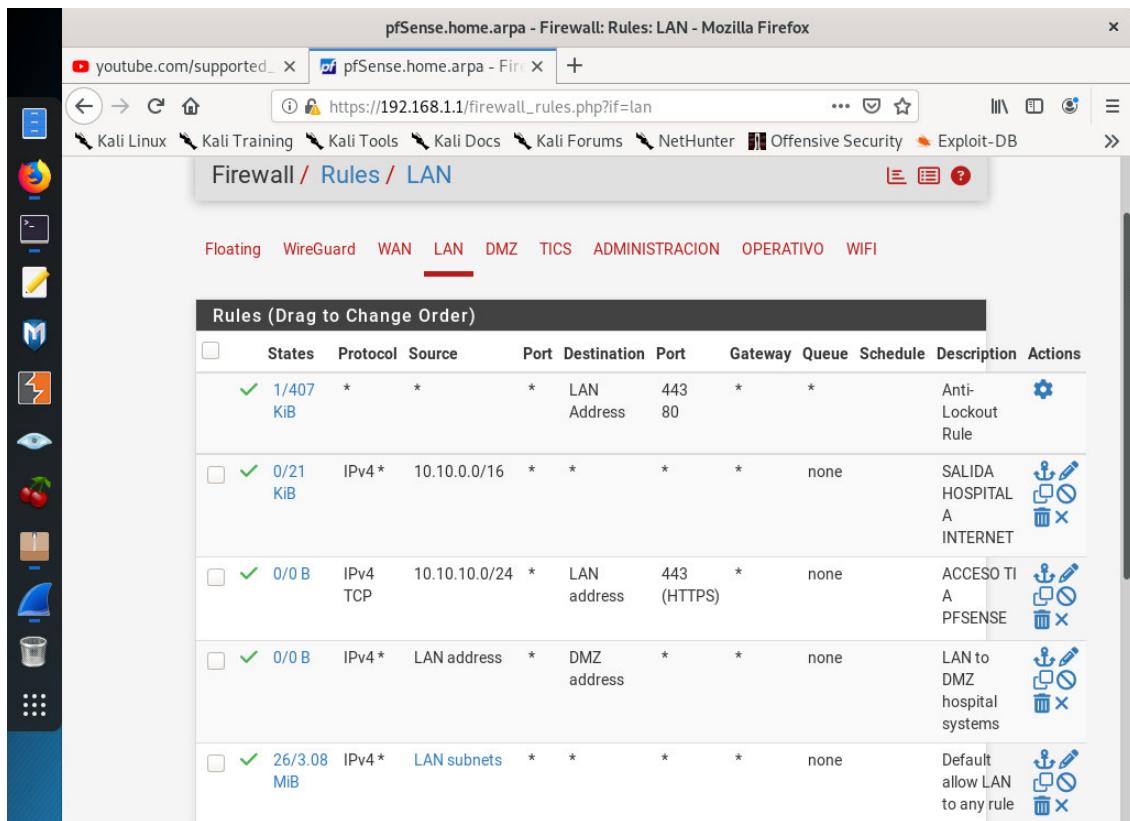 pfSense.home.arpa - Firewall: Rules: LAN - Mozilla Firefox
youtube.com/supported_
pfSense.home.arpa - Fire
https://192.168.1.1/firewall_rules.php?if=lan
Kali Linux Kali Training Kali Tools Kali Docs Kali Forums NetHunter Offensive Security Exploit-DB
Firewall / Rules / LAN
Floating WireGuard WAN LAN DMZ TICS ADMINISTRACION OPERATIVO WIFI
Rules (Drag to Change Order)
States Protocol Source Port Destination Port Gateway Queue Schedule Description Actions
1/407 * * * LAN 443 * * Anti-
KiB Address 80 Lockout
Rule
0/21 IPv4 * 10.10.0.0/16 * * * * none SALIDA
KiB HOSPITAL
A
INTERNET
0/0 B IPv4 10.10.10.0/24 * LAN 443 * none ACCESO TI
TCP address (HTTPS) A
PFSENSE
0/0 B IPv4 * LAN address * DMZ * * none LAN to
address DMZ
hospital
systems
26/3.08 IPv4 * LAN subnets * * * * none Default
MiB allow LAN
to any rule